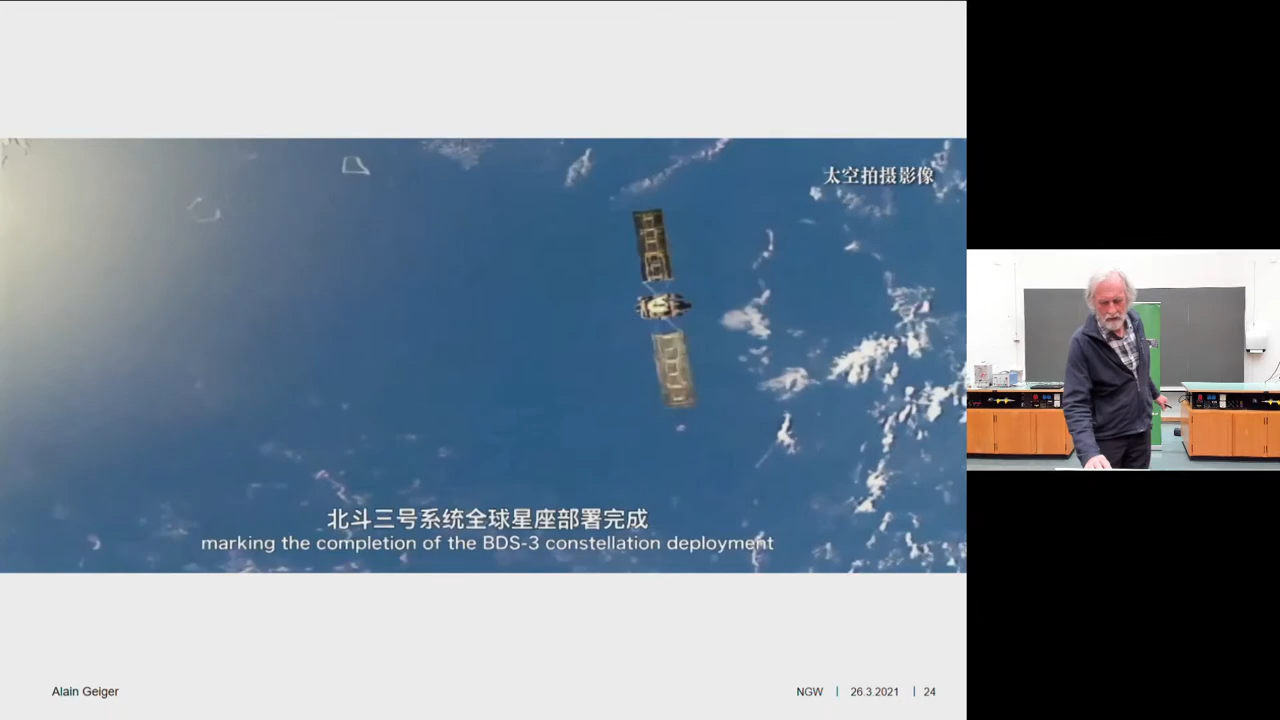 太空拍摄影像
北斗三号系统全球星座部署完成
marking the completion of the BDS-3 constellation deployment
Alain Geiger
NGW | 26.3.2021 | 24